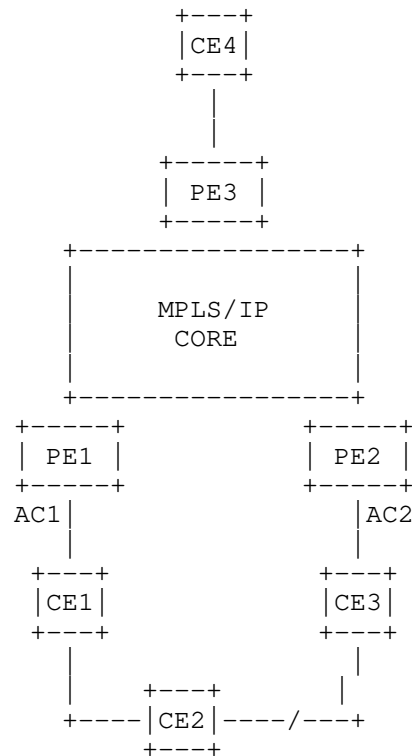 CE4
PE3
MPLS/IP
CORE
PE1 PE2
AC1 AC2
CE1 CE3
CE2